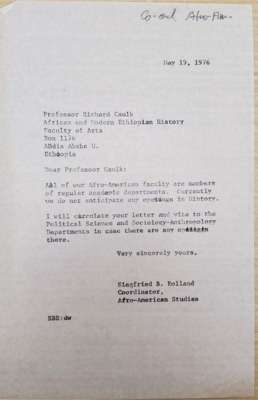 Co-ord. Afro-Am.
May 19, 1976
Professor Richard Caulk
African and Modern Ethiopian History
Faculty of Arts
Box 1176
Addis Ababa U.
Ethiopia
Dear Professor Caulk:
All of our Afro-American faculty are members
of regular academic departments. Currently
we do not anticipate any openings in History.
I will circulate your letter and vita to the
Political Science and Sociology-Anthropology
Departments in case there are any openings
there.
Very sincerely yours,
Siegfried B. Rolland
Coordinator,
Afro-American Studies
SBR:dw